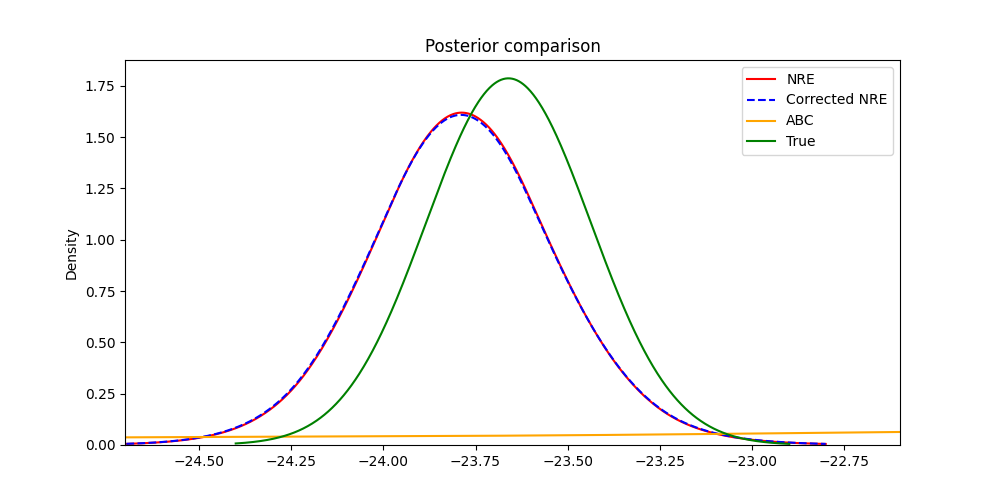 Posterior comparison
NRE
Corrected NRE
ABC
True
Density
1.75
1.50
1.25
1.00
0.75
0.50
0.25
0.00
−24.50 −24.25 −24.00 −23.75 −23.50 −23.25 −23.00 −22.75